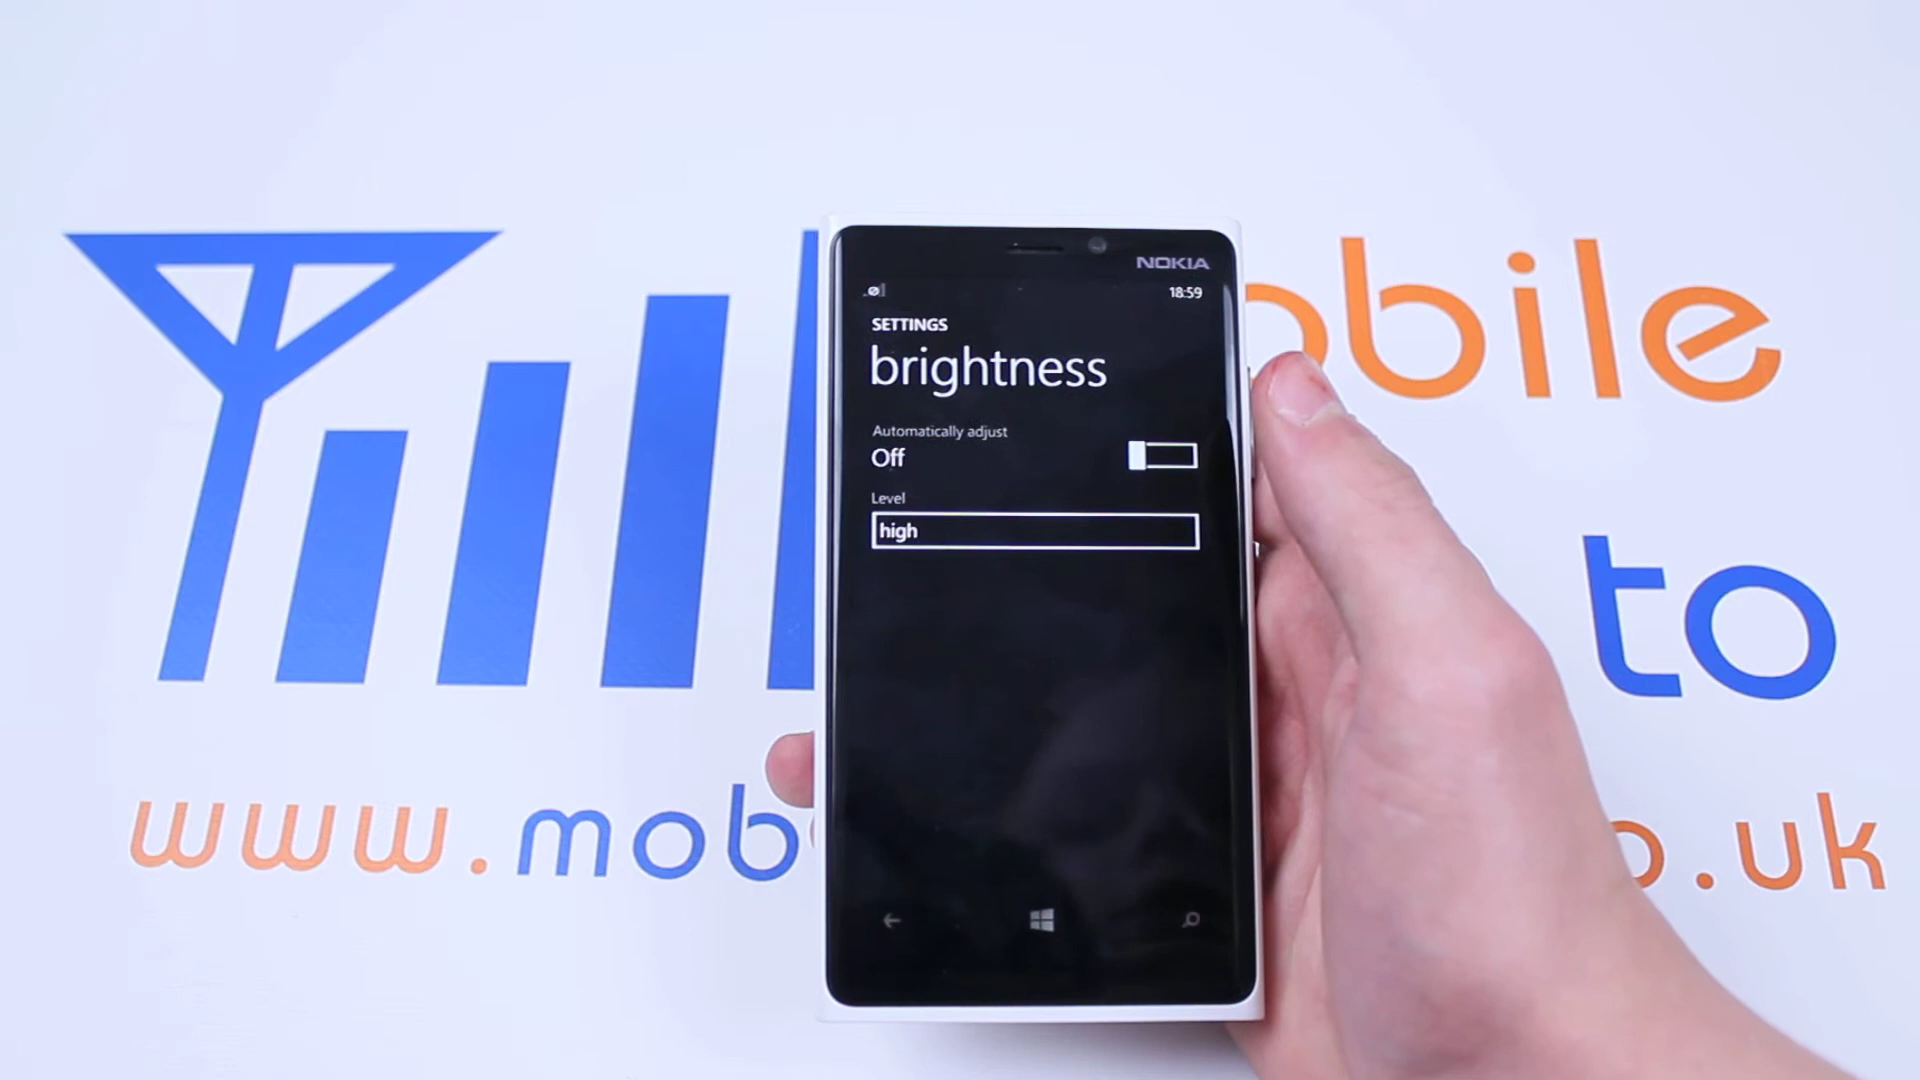 NOKIA
18:59
SETTINGS
brightness
Automatically adjust
Off
Level
high
obile
to
www.mob
o.uk